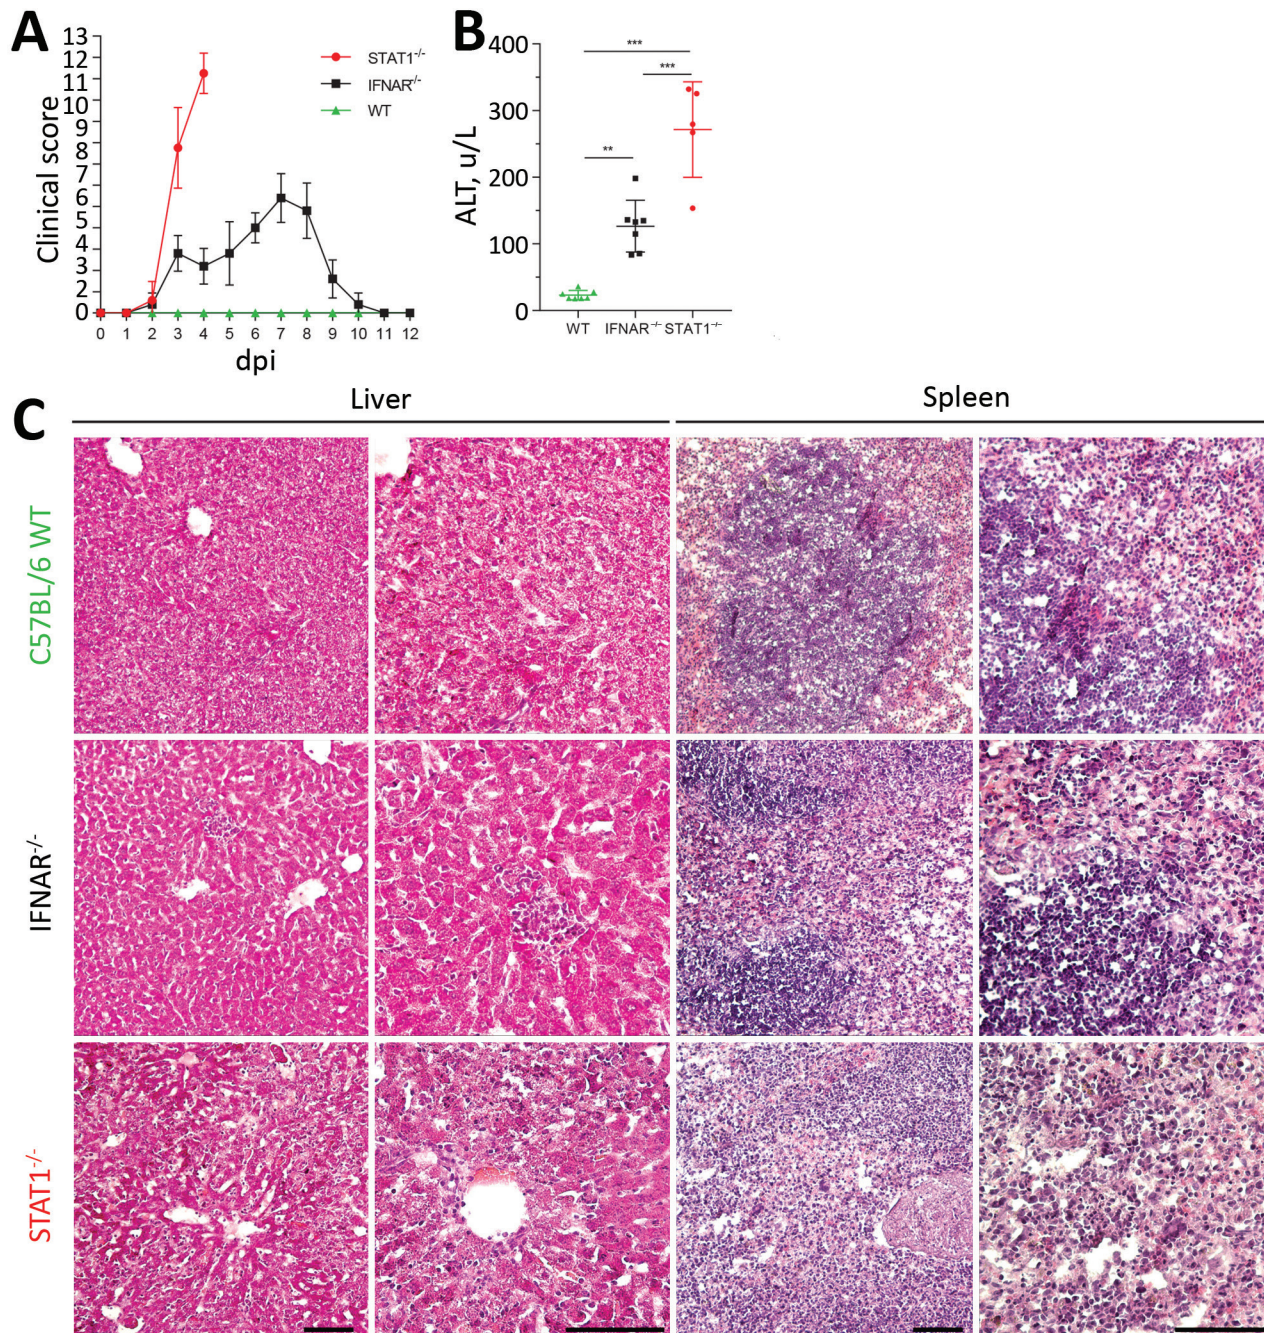 A
13
12
11
10
9
8
7
6
5
4
3
2
0
Clinical score
0 1 2 3 4 5 6 7 8 9 10 11 12
dpi
STAT1-/-
IFNAR-/-
WT
B
400
300
200
100
0
ALT, u/L
***
***
**
WT IFNAR-/- STAT1-/-
C
Liver Spleen
C57BL/6 WT
IFNAR-/-
STAT1-/-